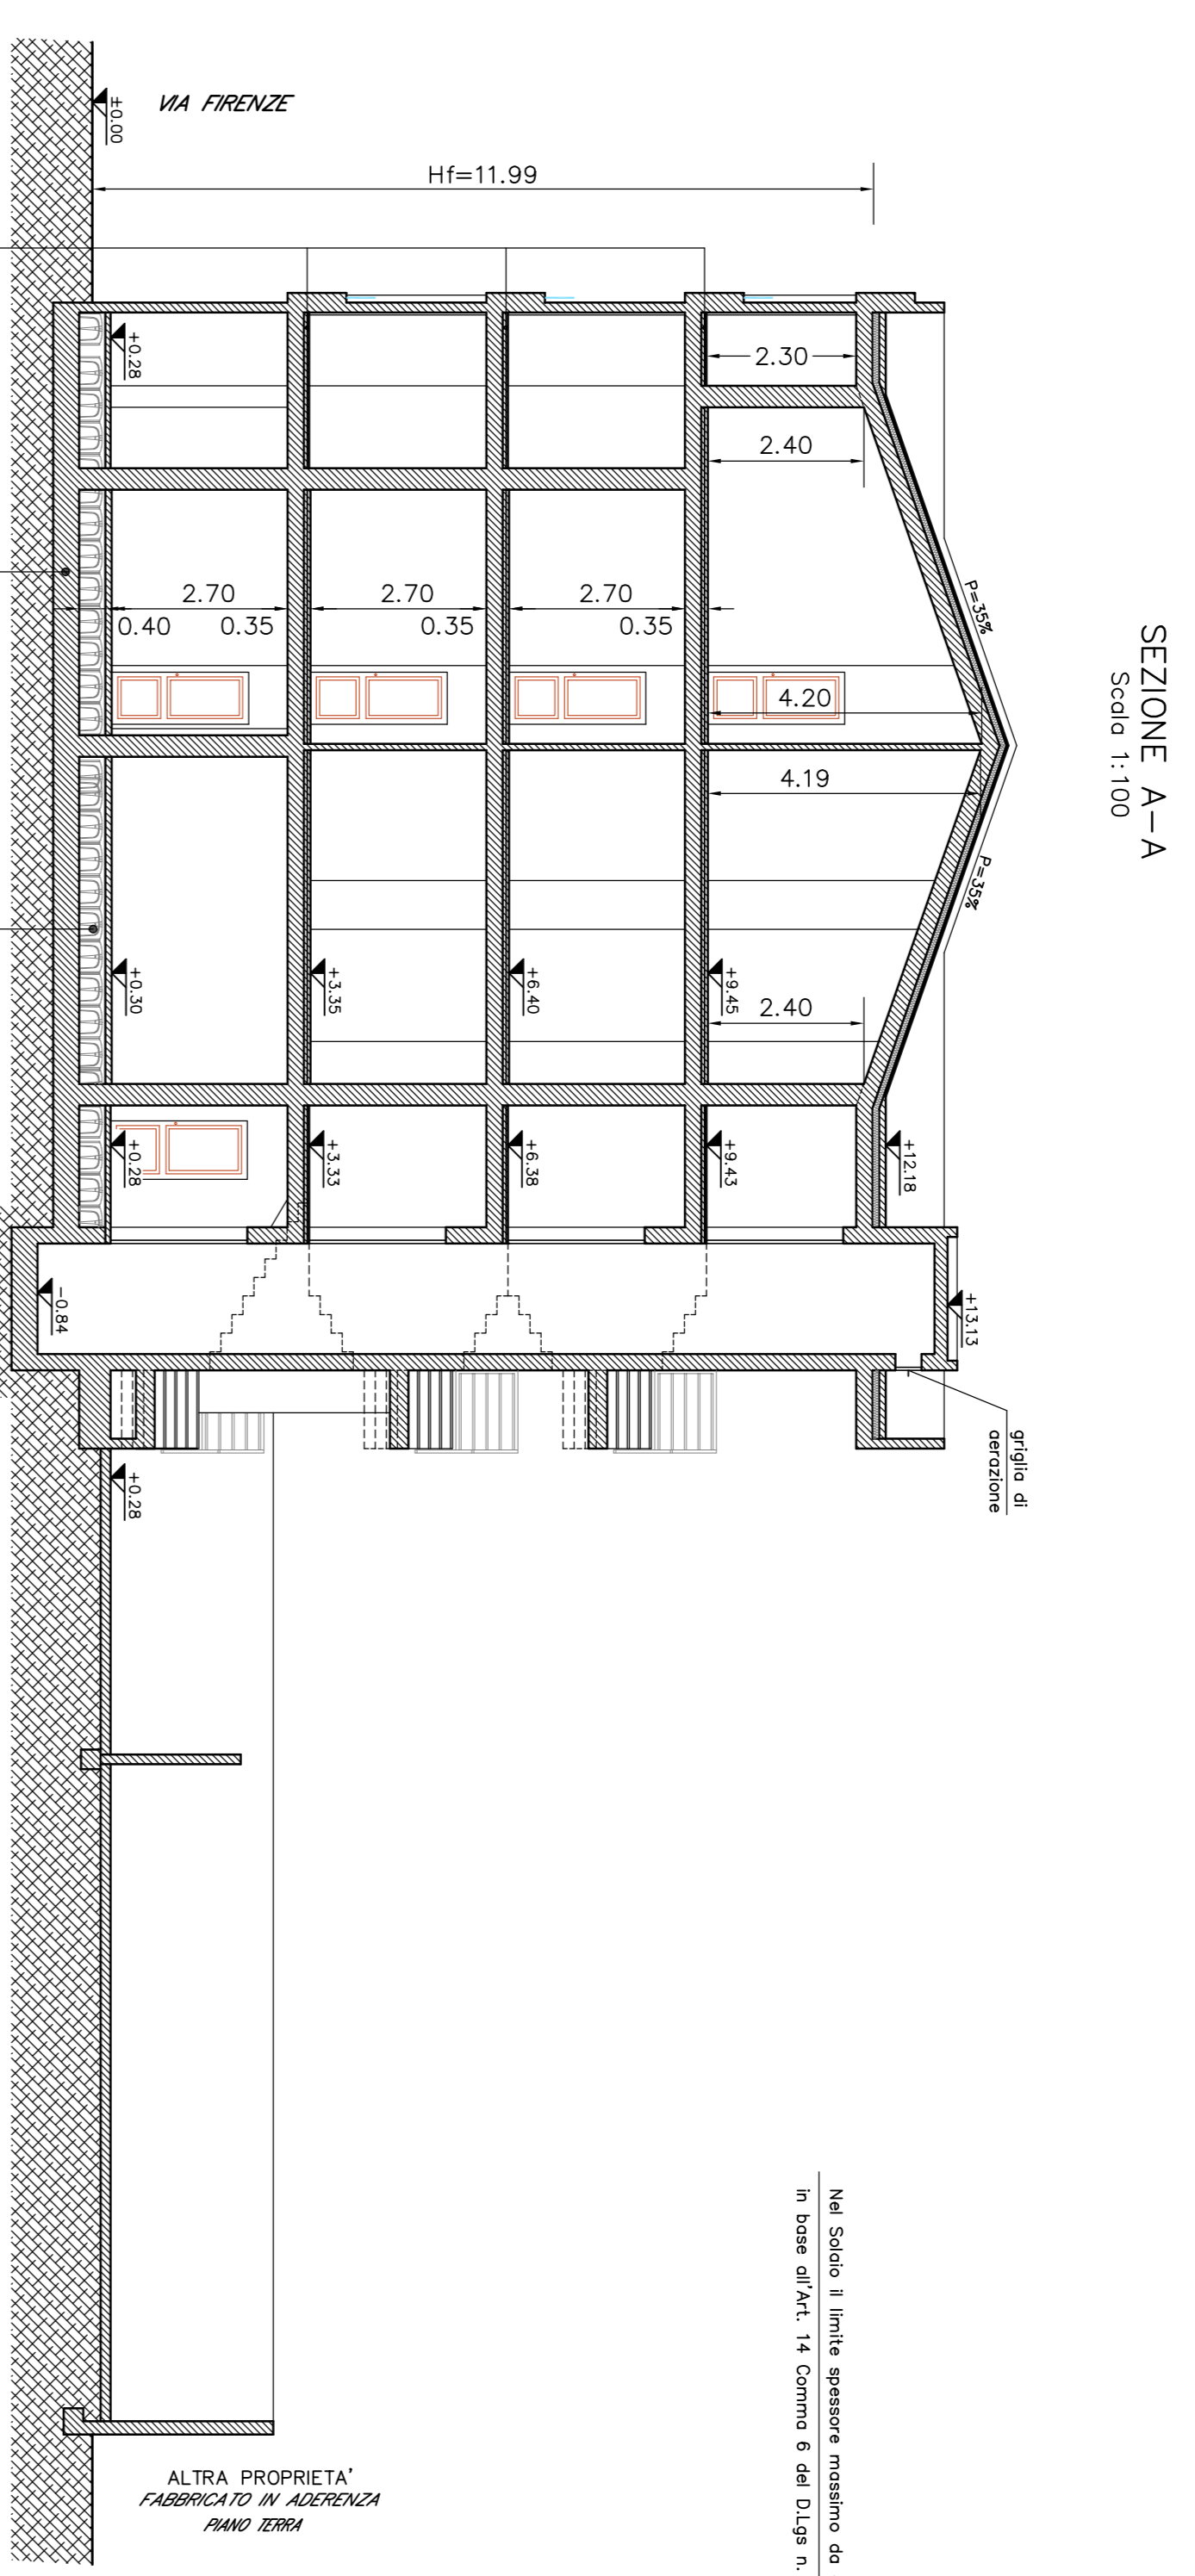 SEZIONE A-A
Scala 1:100
VIA FIRENZE
±0.00
Hf=11.99
P=35%
P=35%
2.30
2.40
4.20
4.19
2.40
2.70
2.70
2.70
0.40
0.35
0.35
0.35
+0.28
+0.30
+3.35
+6.40
+9.45
+0.28
+3.33
+6.38
+9.43
+12.18
-0.84
+13.13
griglia di
aerazione
+0.28
Nel Solaio il limite spessore massimo da
in base all'Art. 14 Comma 6 del D.Lgs n.
ALTRA PROPRIETA'
FABBRICATO IN ADERENZA
PIANO TERRA